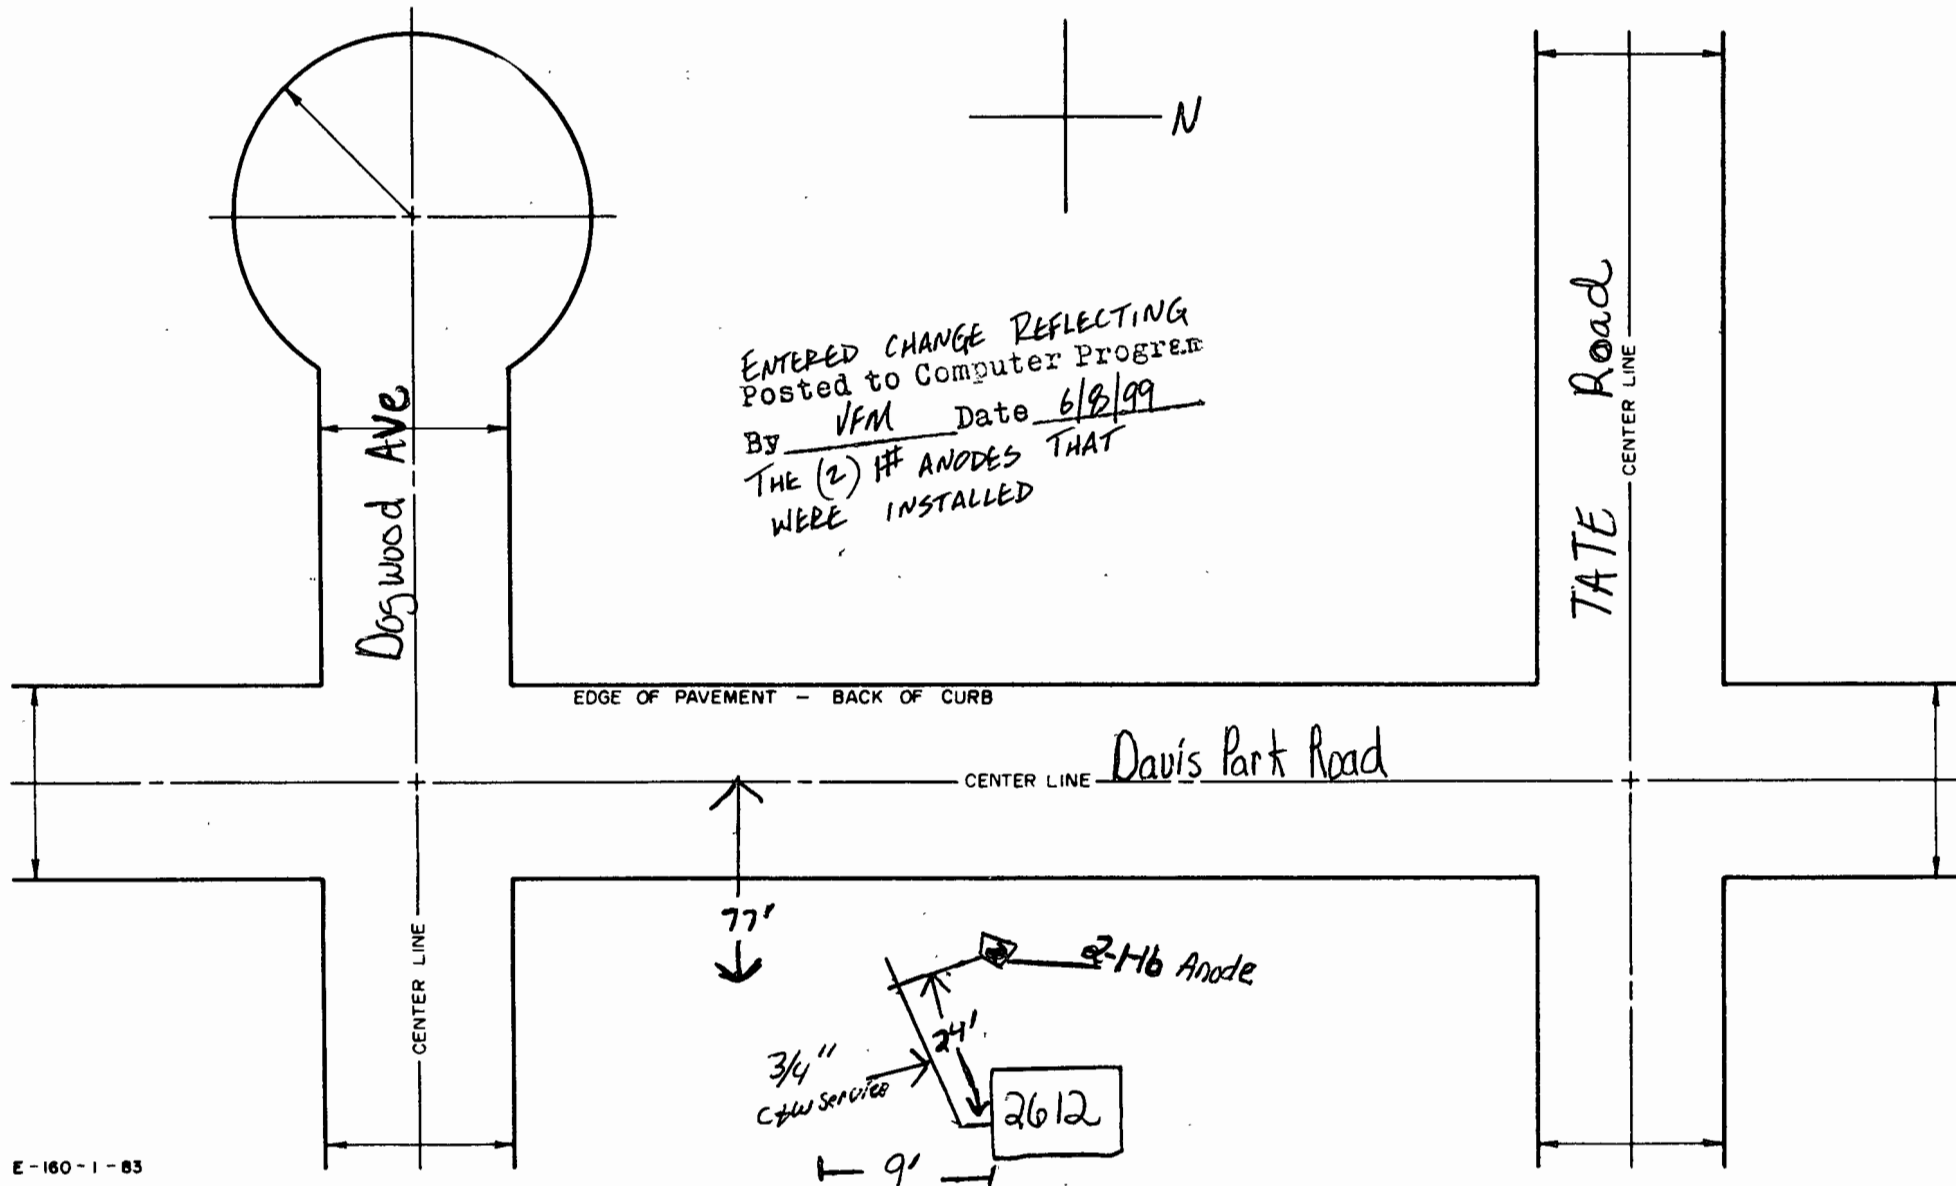 N
ENTERED CHANGE REFLECTING
Posted to Computer Program
By VFM Date 6/8/99
THE (2) 1# ANODES THAT
WERE INSTALLED
Dogwood Ave
TATE Road
CENTER LINE
EDGE OF PAVEMENT - BACK OF CURB
CENTER LINE
Davis Park Road
77'
CENTER LINE
2-1lb Anode
24'
3/4"
C+W Service
2612
9'
E-160-1-83